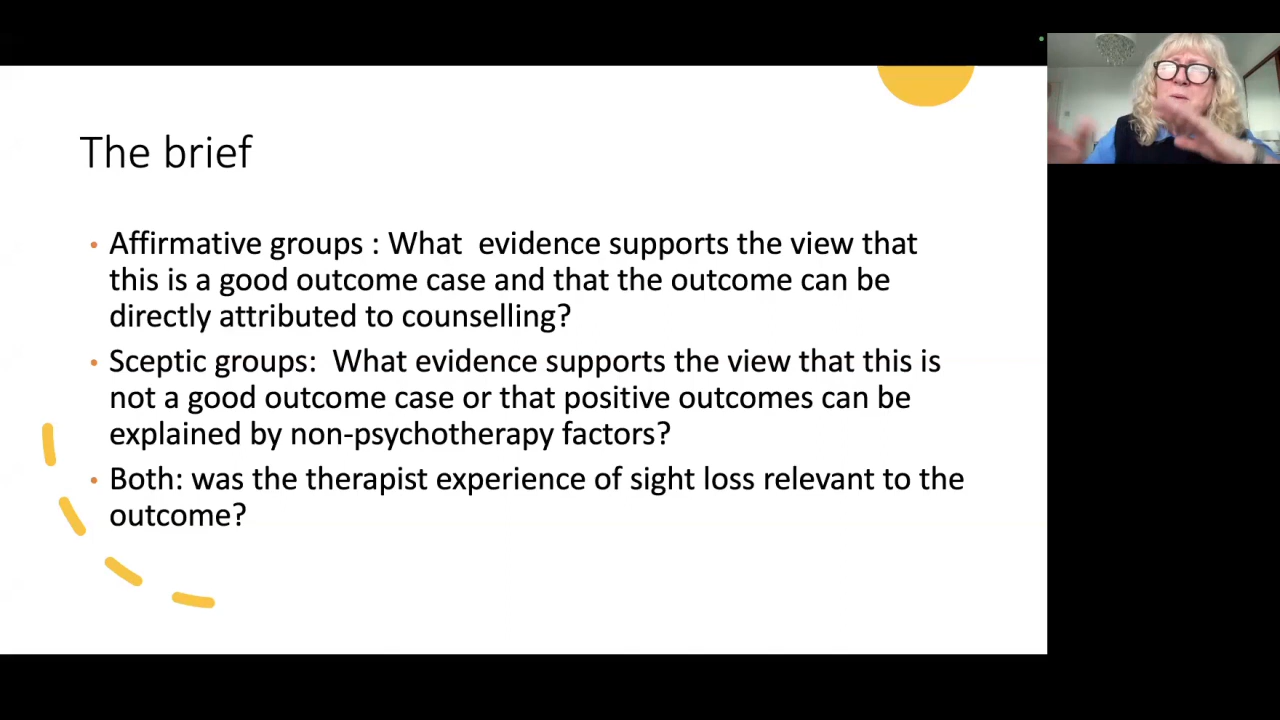 The brief
• Affirmative groups : What  evidence supports the view that
this is a good outcome case and that the outcome can be
directly attributed to counselling?
• Sceptic groups:  What evidence supports the view that this is
not a good outcome case or that positive outcomes can be
explained by non-psychotherapy factors?
• Both: was the therapist experience of sight loss relevant to the
outcome?